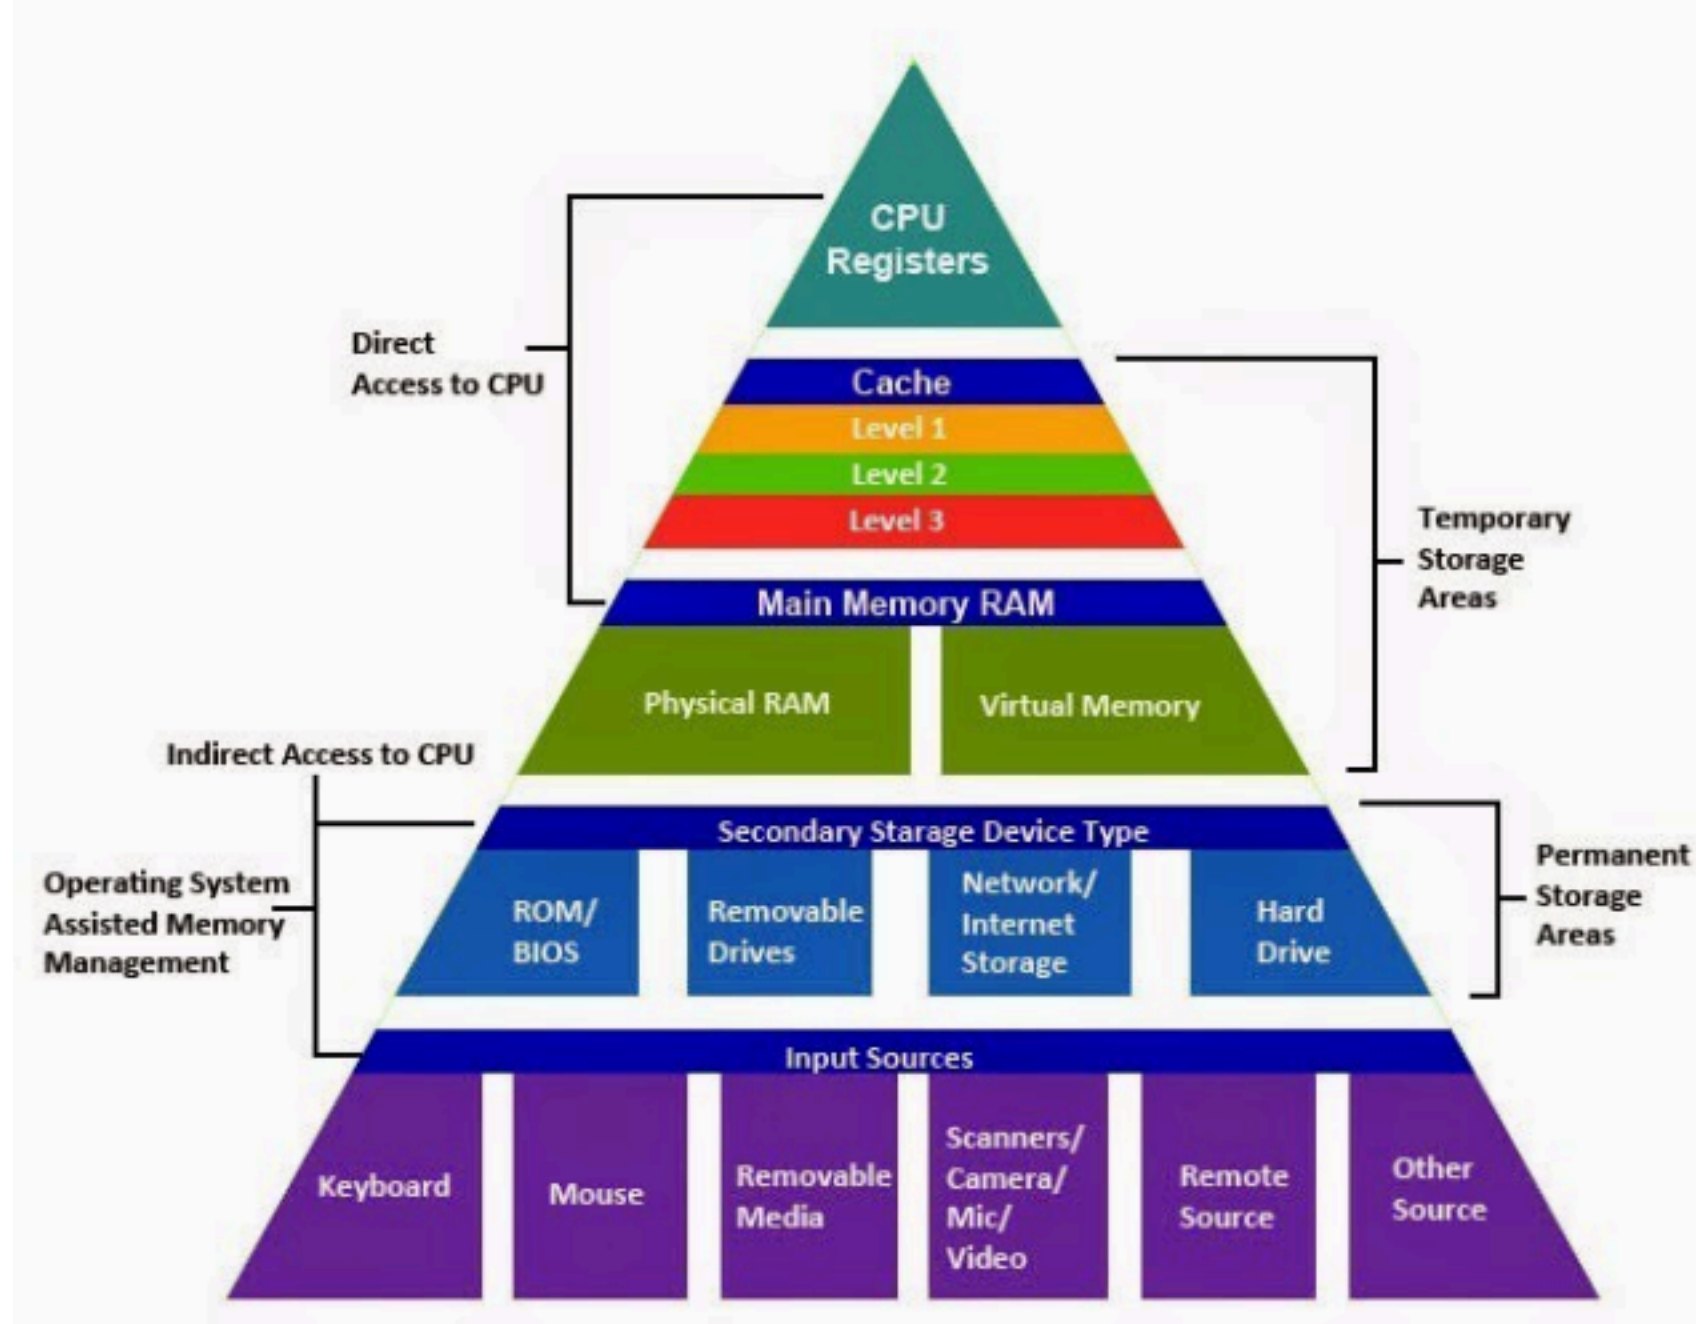 CPU
Registers
Direct
Access to CPU
Cache
Level 1
Level 2
Level 3
Temporary
Storage
Areas
Main Memory RAM
Physical RAM
Virtual Memory
Indirect Access to CPU
Secondary Starage Device Type
Operating System
Assisted Memory
Management
ROM/
BIOS
Removable
Drives
Network/
Internet
Storage
Hard
Drive
Permanent
Storage
Areas
Input Sources
Keyboard
Mouse
Removable
Media
Scanners/
Camera/
Mic/
Video
Remote
Source
Other
Source